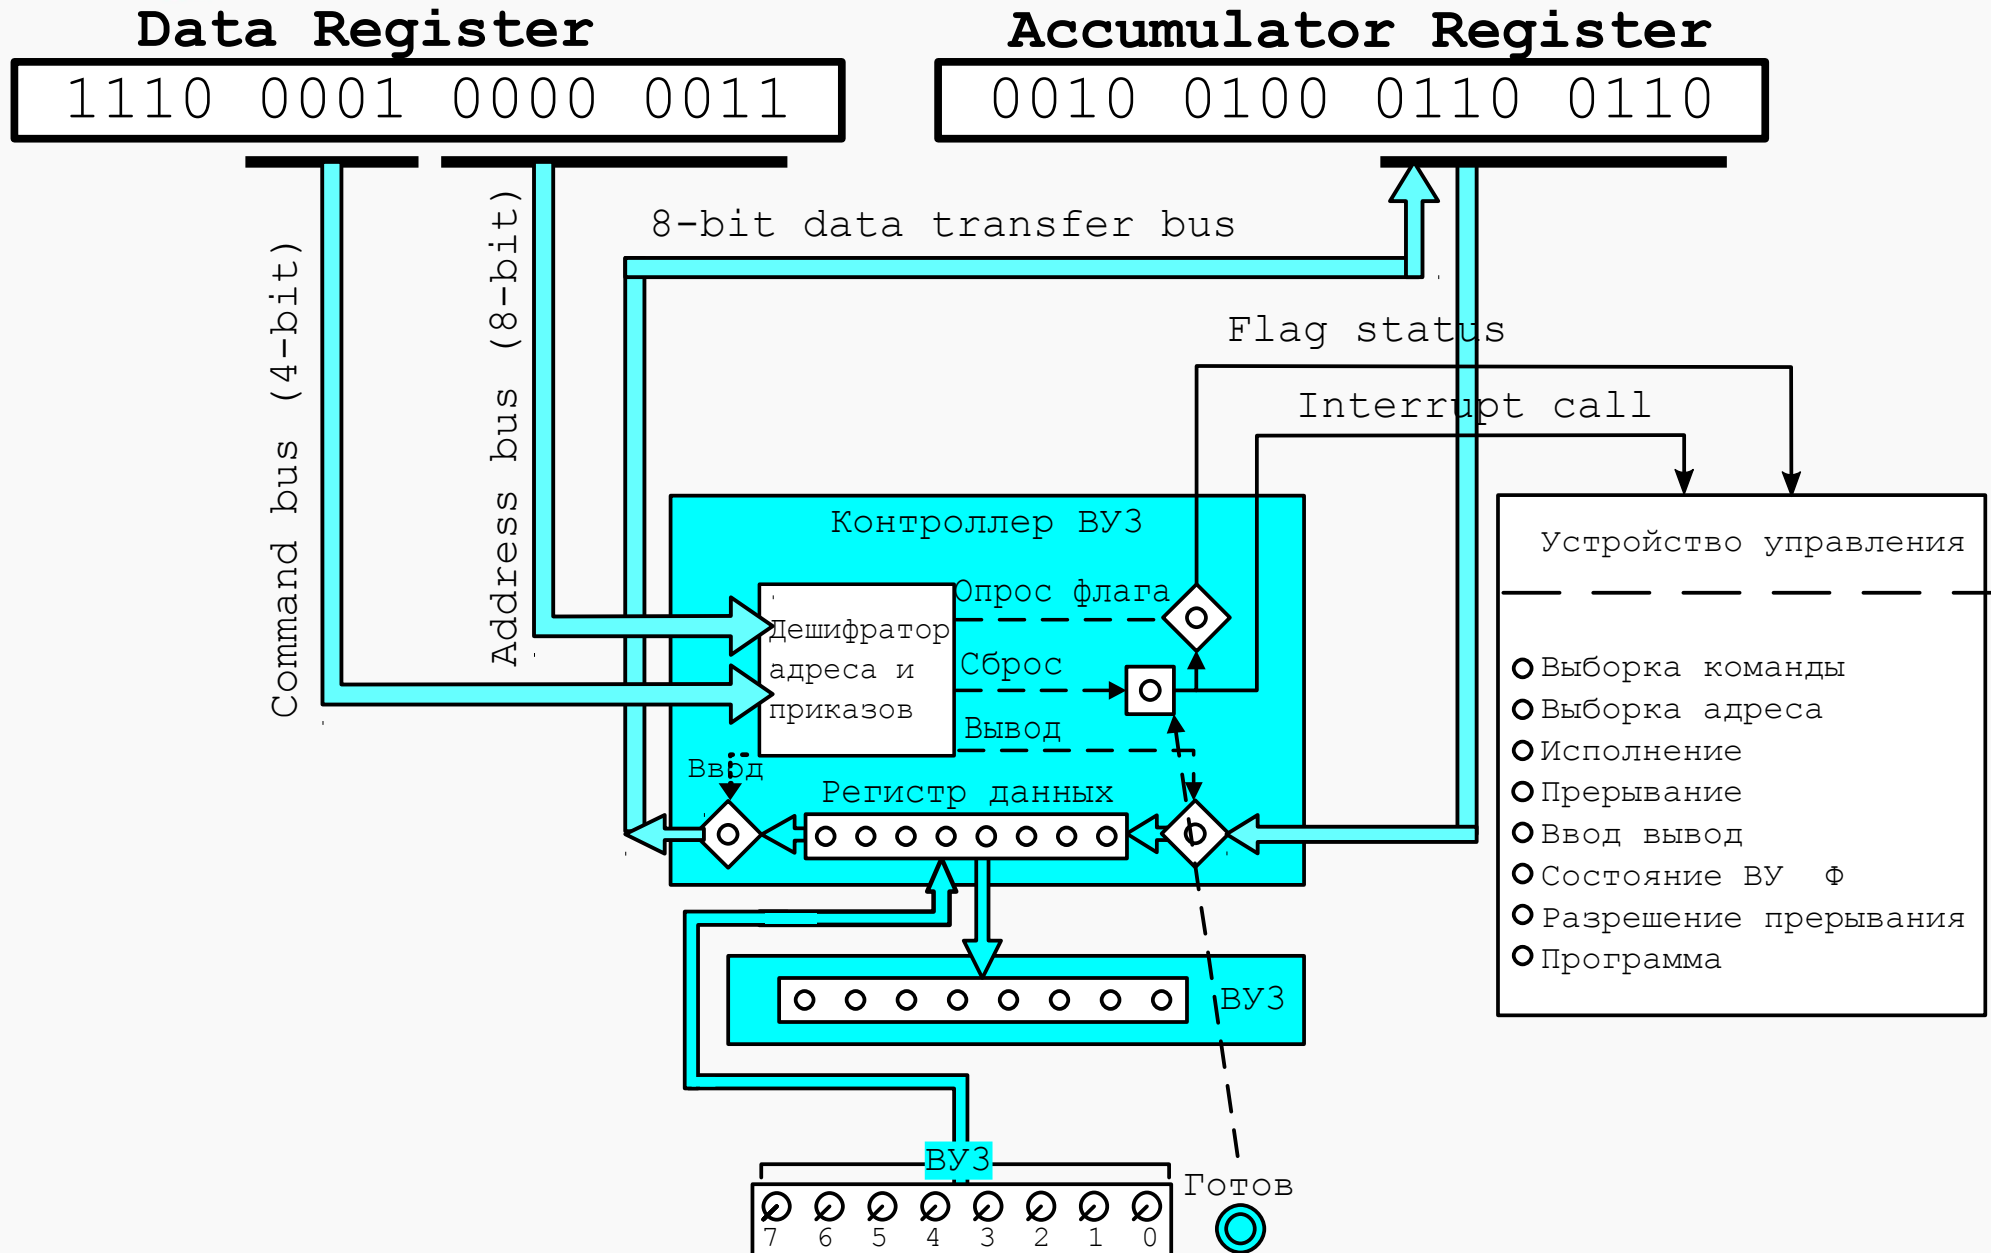 Data Register
Accumulator Register
1110 0001 0000 0011
0010 0100 0110 0110
8-bit data transfer bus
Command bus (4-bit)
Address bus (8-bit)
Flag status
Interrupt call
Контроллер ВУ3
Устройство управления
Опрос флага
Дешифратор
адреса и
приказов
Сброс
Вывод
Ввод
Регистр данных
Выборка команды
Выборка адреса
Исполнение
Прерывание
Ввод вывод
Состояние ВУ Ф
Разрешение прерывания
Программа
ВУ3
ВУ3
Готов
7 6 5 4 3 2 1 0